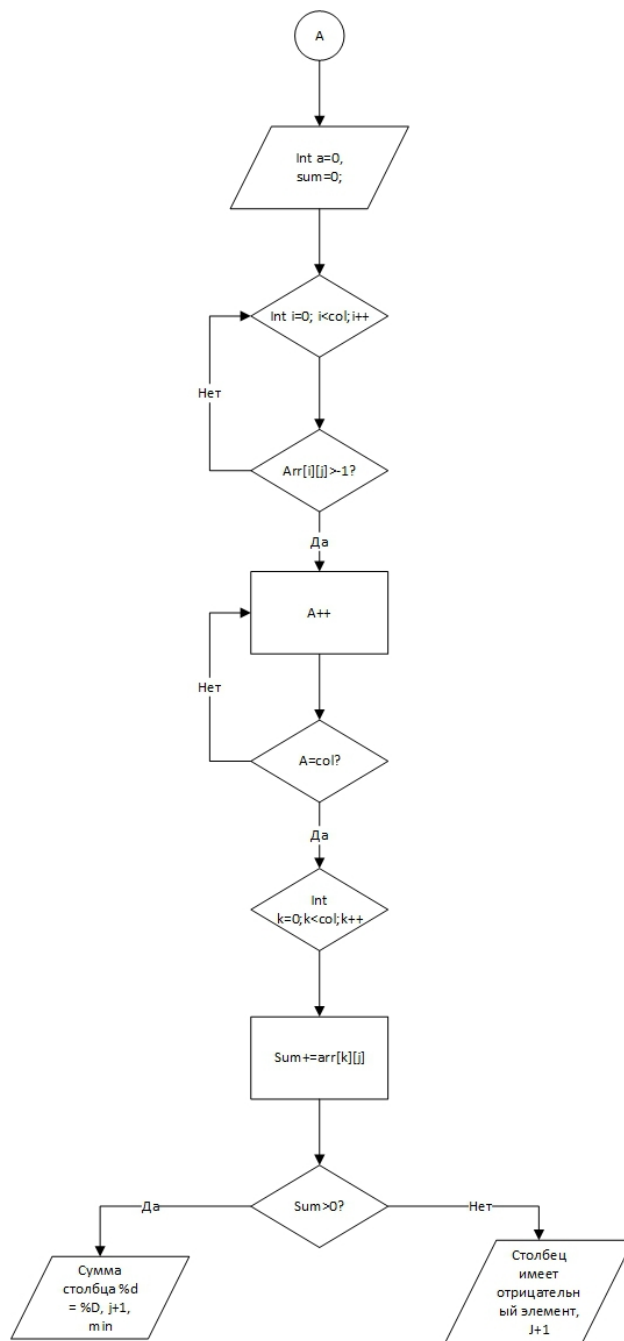 A
Int a=0,
sum=0;
Int i=0; i<col;i++
Нет
Arr[i][j]>-1?
Да
A++
Нет
A=col?
Да
Int
k=0;k<col;k++
Sum+=arr[k][j]
Sum>0?
Да
Нет
Сумма
столбца %d
= %D, j+1,
min
Столбец
имеет
отрицательн
ый элемент,
J+1